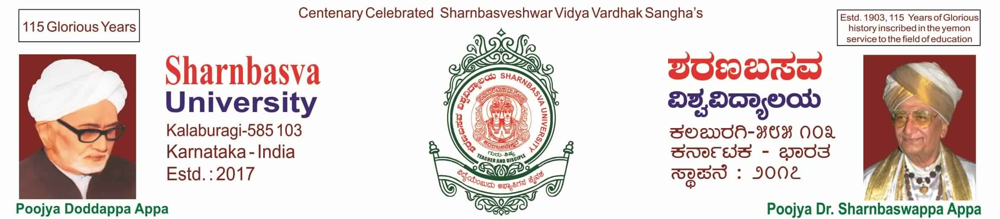 Centenary Celebrated Sharnbasveshwar Vidya Vardhak Sangha's
115 Glorious Years
Estd. 1903, 115 Years of Glorious
history inscribed in the yemon
service to the field of education
Sharnbasva
University
Kalaburagi-585 103
Karnataka - India
Estd. : 2017
Poojya Doddappa Appa
ಶರಣಬಸವ ವಿಶ್ವವಿದ್ಯಾಲಯ SHARNBASVA UNIVERSITY
ಶರಣಬಸವೇಶ್ವರ
ಗುರು-ಶಿಷ್ಯ
TEACHER AND DISCIPLE
ವಿದ್ಯೆಯೆಂಬುದು ಅಭ್ಯಾಸಿಗನ ಕೈವಶ
ಶರಣಬಸವ
ವಿಶ್ವವಿದ್ಯಾಲಯ
ಕಲಬುರಗಿ-೫೮೫ ೧೦೩
ಕರ್ನಾಟಕ - ಭಾರತ
ಸ್ಥಾಪನೆ : ೨೦೧೭
Poojya Dr. Sharnbaswappa Appa